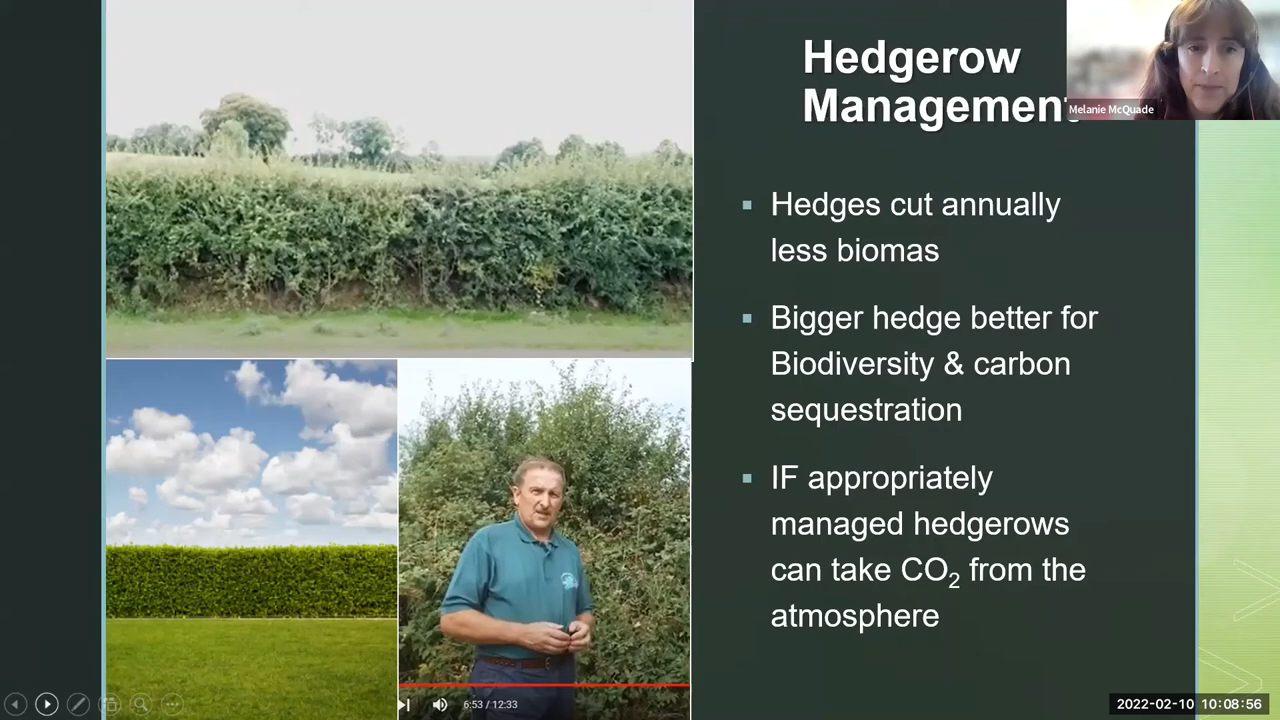 Hedgerow
Management
Melanie McQuade
▪ Hedges cut annually
less biomas
▪ Bigger hedge better for
Biodiversity & carbon
sequestration
▪ IF appropriately
managed hedgerows
can take CO₂ from the
atmosphere
6:53 / 12:33
2022-02-10 10:08:56